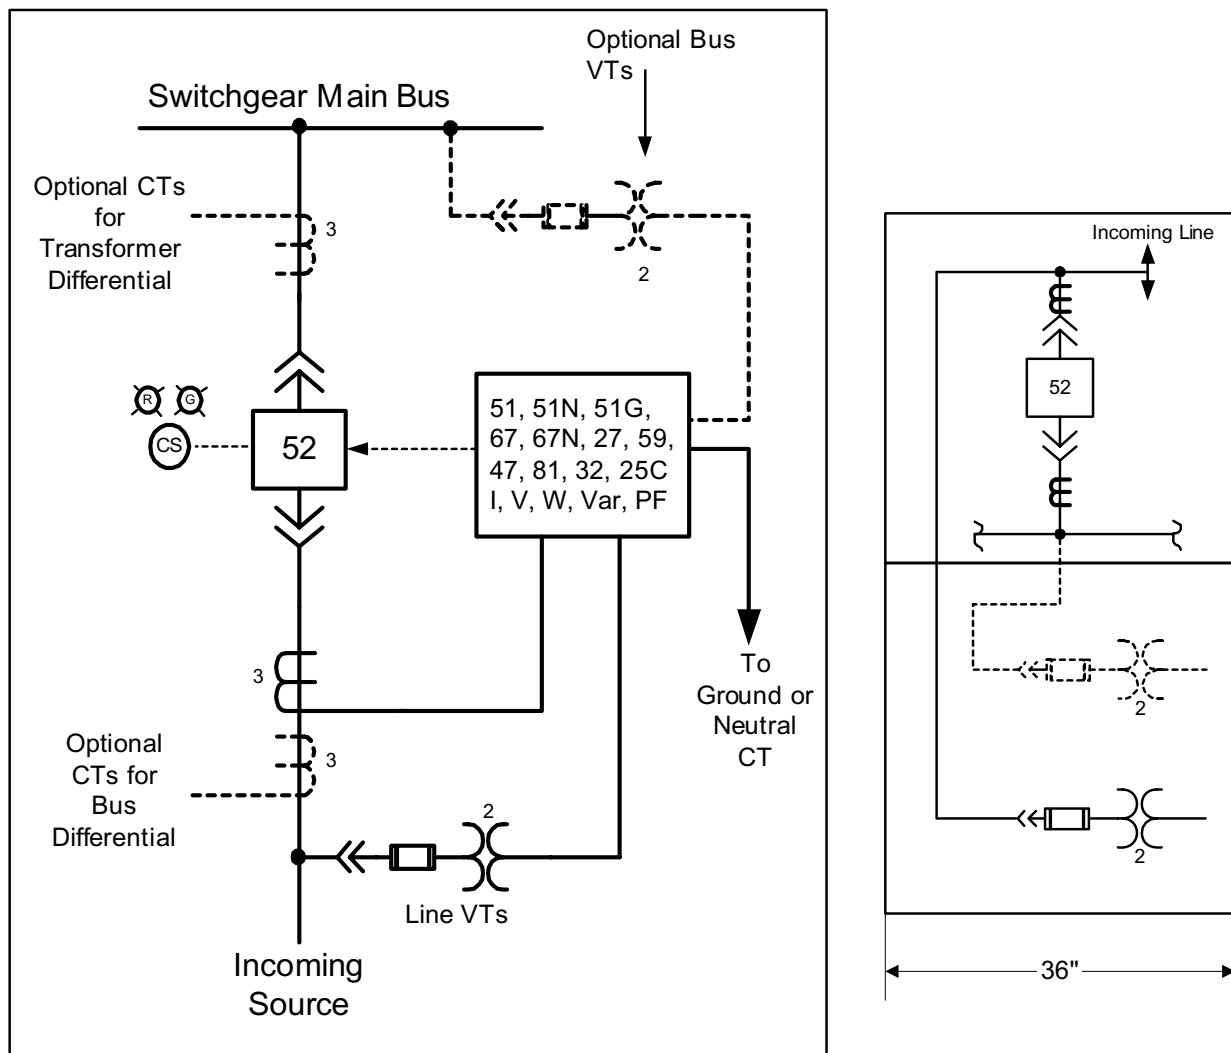 Optional Bus
VTs
Switchgear Main Bus
Optional CTs
for
Transformer
Differential
3
2
R
G
CS
52
51, 51N, 51G,
67, 67N, 27, 59,
47, 81, 32, 25C
I, V, W, Var, PF
3
To
Ground or
Neutral
CT
Optional
CTs for
Bus
Differential
3
2
Line VTs
Incoming
Source
Incoming Line
52
2
2
36"